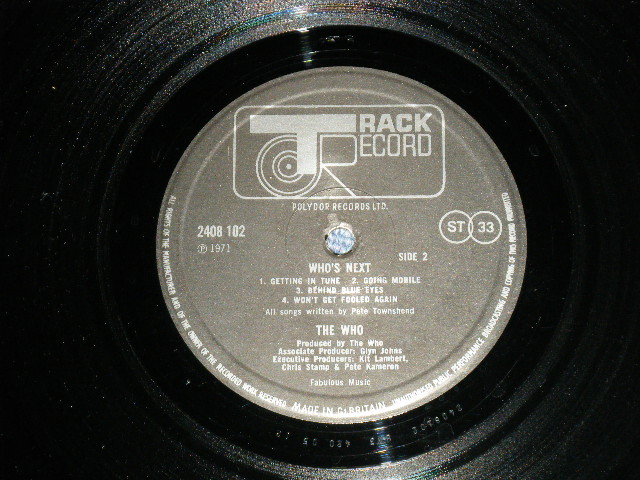 TRACK
RECORD
POLYDOR RECORDS LTD.
2408 102
℗ 1971
SIDE 2
ST 33
WHO'S NEXT
1. GETTING IN TUNE 2. GOING MOBILE
3. BEHIND BLUE EYES
4. WON'T GET FOOLED AGAIN
All songs written by Pete Townshend
THE WHO
Produced by The Who
Associate Producer: Glyn Johns
Executive Producers: Kit Lambert,
Chris Stamp & Pete Kameron
Fabulous Music
ALL RIGHTS OF THE MANUFACTURER AND OF THE OWNER OF THE RECORDED WORK RESERVED
MADE IN GT BRITAIN
UNAUTHORISED PUBLIC PERFORMANCE BROADCASTING AND COPYING OF THIS RECORD PROHIBITED